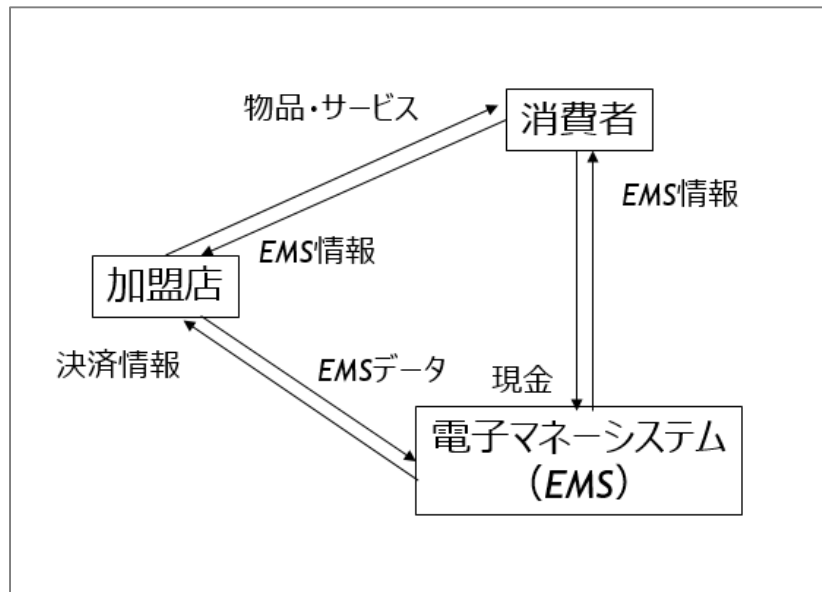 物品・サービス
消費者
EMS情報
EMS情報
加盟店
決済情報
EMSデータ
現金
電子マネーシステム
（EMS）